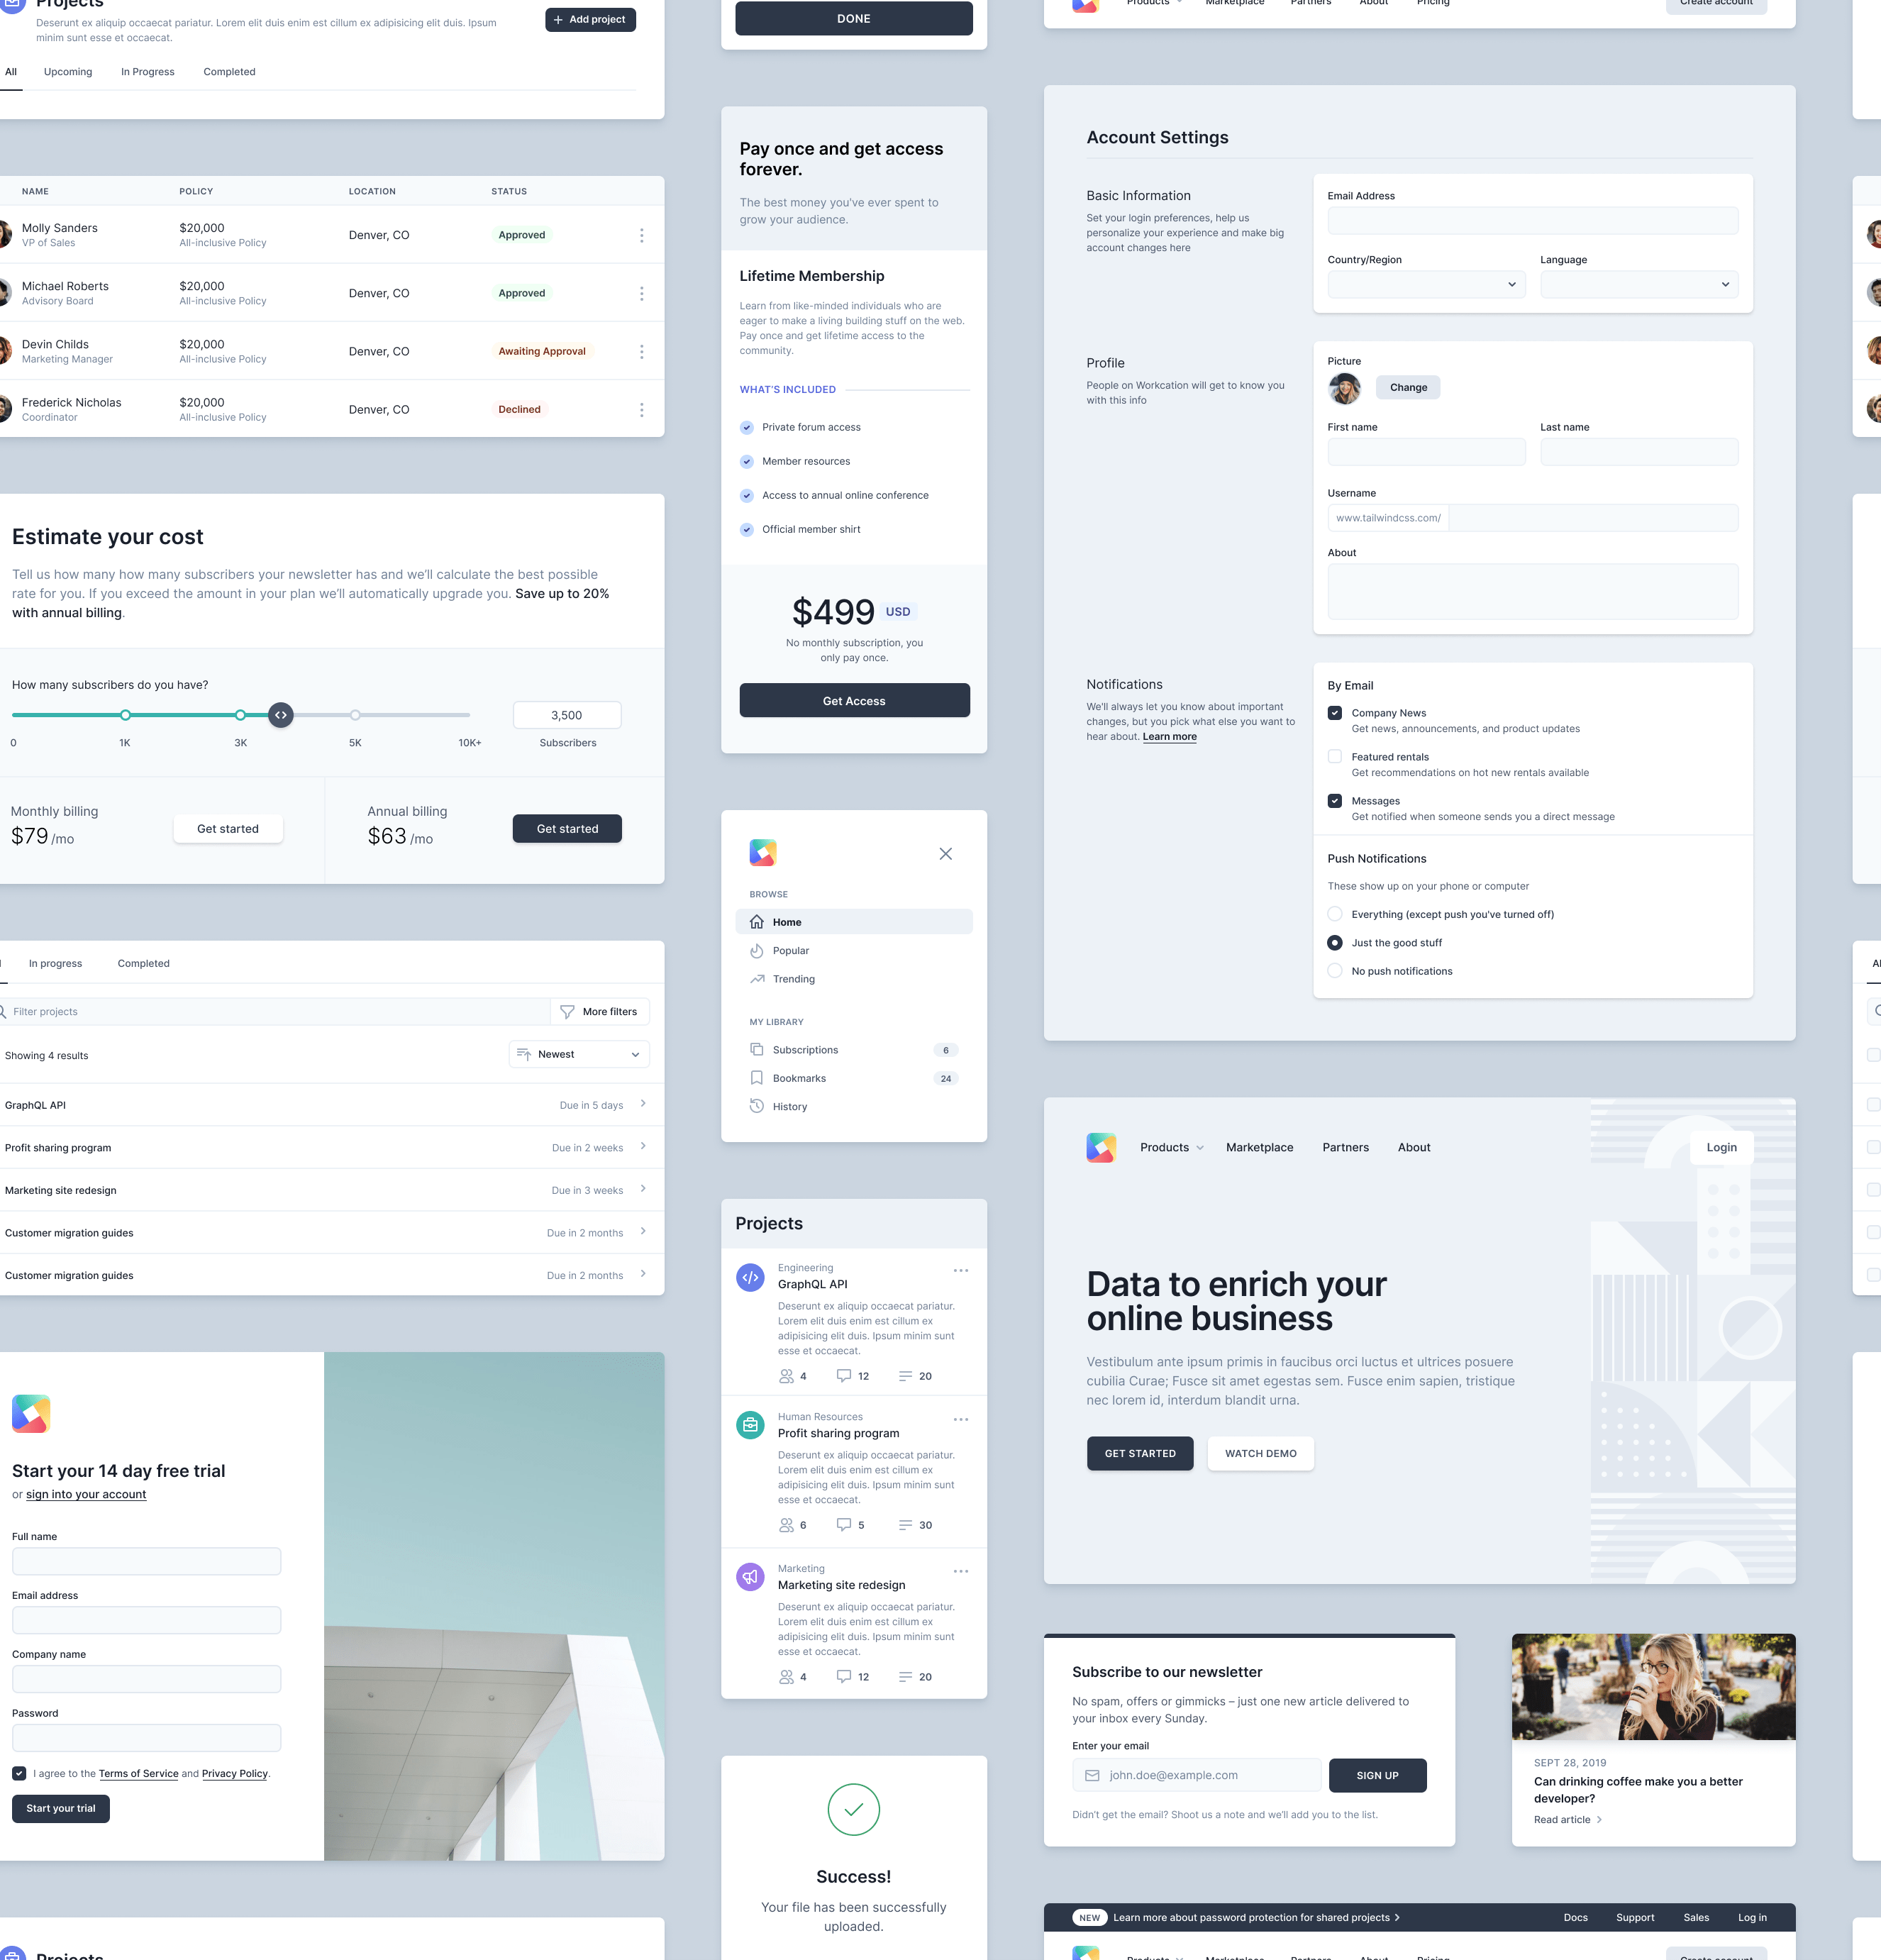 Projects
Deserunt ex aliquip occaecat pariatur. Lorem elit duis enim est cillum ex adipisicing elit duis. Ipsum
minim sunt esse et occaecat.
Add project
All
Upcoming
In Progress
Completed
NAME
POLICY
LOCATION
STATUS
Molly Sanders
VP of Sales
$20,000
All-inclusive Policy
Denver, CO
Approved
Michael Roberts
Advisory Board
$20,000
All-inclusive Policy
Denver, CO
Approved
Devin Childs
Marketing Manager
$20,000
All-inclusive Policy
Denver, CO
Awaiting Approval
Frederick Nicholas
Coordinator
$20,000
All-inclusive Policy
Denver, CO
Declined
Estimate your cost
Tell us how many how many subscribers your newsletter has and we'll calculate the best possible
rate for you. If you exceed the amount in your plan we'll automatically upgrade you. Save up to 20%
with annual billing.
How many subscribers do you have?
0
1K
3K
5K
10K+
3,500
Subscribers
Monthly billing
$79 /mo
Get started
Annual billing
$63 /mo
Get started
In progress
Completed
Filter projects
More filters
Showing 4 results
Newest
GraphQL API
Due in 5 days
Profit sharing program
Due in 2 weeks
Marketing site redesign
Due in 3 weeks
Customer migration guides
Due in 2 months
Customer migration guides
Due in 2 months
Start your 14 day free trial
or sign into your account
Full name
Email address
Company name
Password
I agree to the Terms of Service and Privacy Policy.
Start your trial
Projects
DONE
Pay once and get access
forever.
The best money you've ever spent to
grow your audience.
Lifetime Membership
Learn from like-minded individuals who are
eager to make a living building stuff on the web.
Pay once and get lifetime access to the
community.
WHAT'S INCLUDED
Private forum access
Member resources
Access to annual online conference
Official member shirt
$499 USD
No monthly subscription, you
only pay once.
Get Access
BROWSE
Home
Popular
Trending
MY LIBRARY
Subscriptions
6
Bookmarks
24
History
Projects
Engineering
GraphQL API
Deserunt ex aliquip occaecat pariatur.
Lorem elit duis enim est cillum ex
adipisicing elit duis. Ipsum minim sunt
esse et occaecat.
4
12
20
Human Resources
Profit sharing program
Deserunt ex aliquip occaecat pariatur.
Lorem elit duis enim est cillum ex
adipisicing elit duis. Ipsum minim sunt
esse et occaecat.
6
5
30
Marketing
Marketing site redesign
Deserunt ex aliquip occaecat pariatur.
Lorem elit duis enim est cillum ex
adipisicing elit duis. Ipsum minim sunt
esse et occaecat.
4
12
20
Success!
Your file has been successfully
uploaded.
Products
Marketplace
Partners
About
Pricing
Create account
Account Settings
Basic Information
Set your login preferences, help us
personalize your experience and make big
account changes here
Email Address
Country/Region
Language
Profile
People on Workcation will get to know you
with this info
Picture
Change
First name
Last name
Username
www.tailwindcss.com/
About
Notifications
We'll always let you know about important
changes, but you pick what else you want to
hear about. Learn more
By Email
Company News
Get news, announcements, and product updates
Featured rentals
Get recommendations on hot new rentals available
Messages
Get notified when someone sends you a direct message
Push Notifications
These show up on your phone or computer
Everything (except push you've turned off)
Just the good stuff
No push notifications
Products
Marketplace
Partners
About
Login
Data to enrich your
online business
Vestibulum ante ipsum primis in faucibus orci luctus et ultrices posuere
cubilia Curae; Fusce sit amet egestas sem. Fusce enim sapien, tristique
nec lorem id, interdum blandit urna.
GET STARTED
WATCH DEMO
Subscribe to our newsletter
No spam, offers or gimmicks – just one new article delivered to
your inbox every Sunday.
Enter your email
john.doe@example.com
SIGN UP
Didn't get the email? Shoot us a note and we'll add you to the list.
SEPT 28, 2019
Can drinking coffee make you a better
developer?
Read article
NEW
Learn more about password protection for shared projects
Docs
Support
Sales
Log in
Products
Marketplace
Partners
About
Pricing
Create account